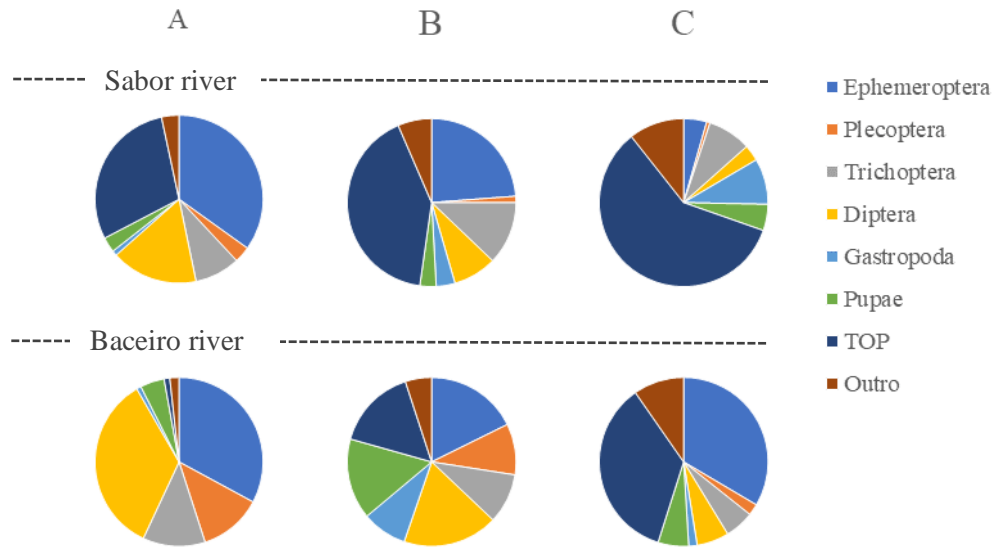 A B C
Sabor river
Ephemeroptera
Plecoptera
Trichoptera
Diptera
Gastropoda
Pupae
TOP
Outro
Baceiro river